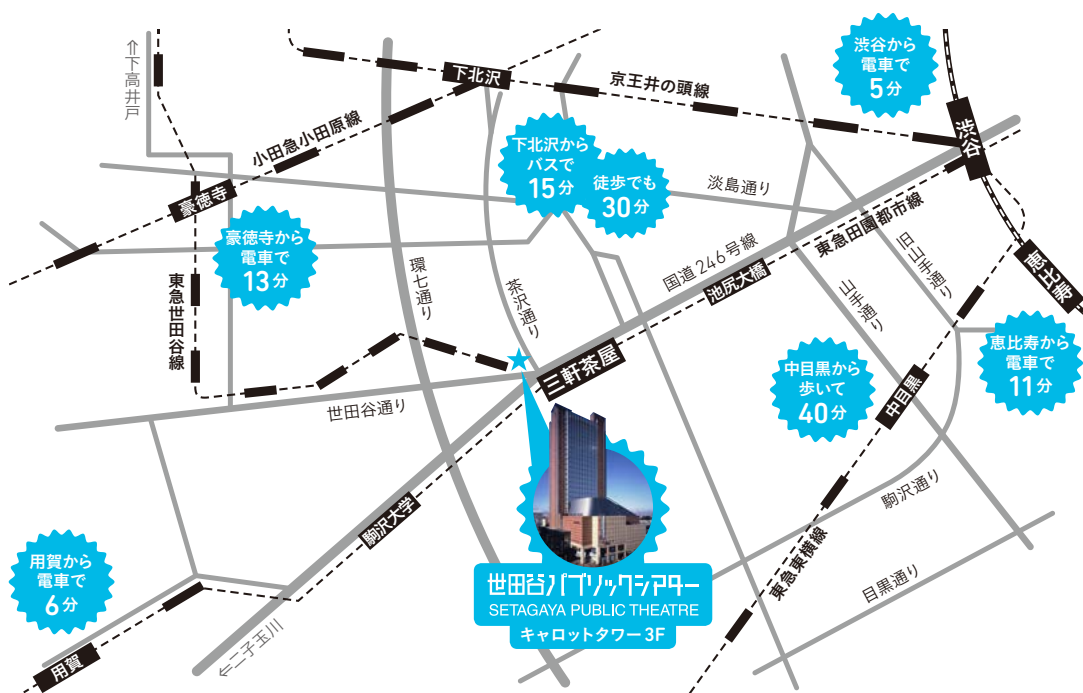 ⇑下高井戸
下北沢
京王井の頭線
渋谷から
電車で
5分
渋谷
小田急小田原線
下北沢から
バスで
15分
徒歩でも
30分
淡島通り
豪徳寺
豪徳寺から
電車で
13分
東急世田谷線
環七通り
茶沢通り
国道246号線
東急田園都市線
池尻大橋
旧山手通り
山手通り
恵比寿
恵比寿から
電車で
11分
三軒茶屋
世田谷通り
中目黒から
歩いて
40分
中目黒
駒沢大学
駒沢通り
東急東横線
目黒通り
用賀から
電車で
6分
用賀
⇐二子玉川
世田谷パブリックシアター
SETAGAYA PUBLIC THEATRE
キャロットタワー3F